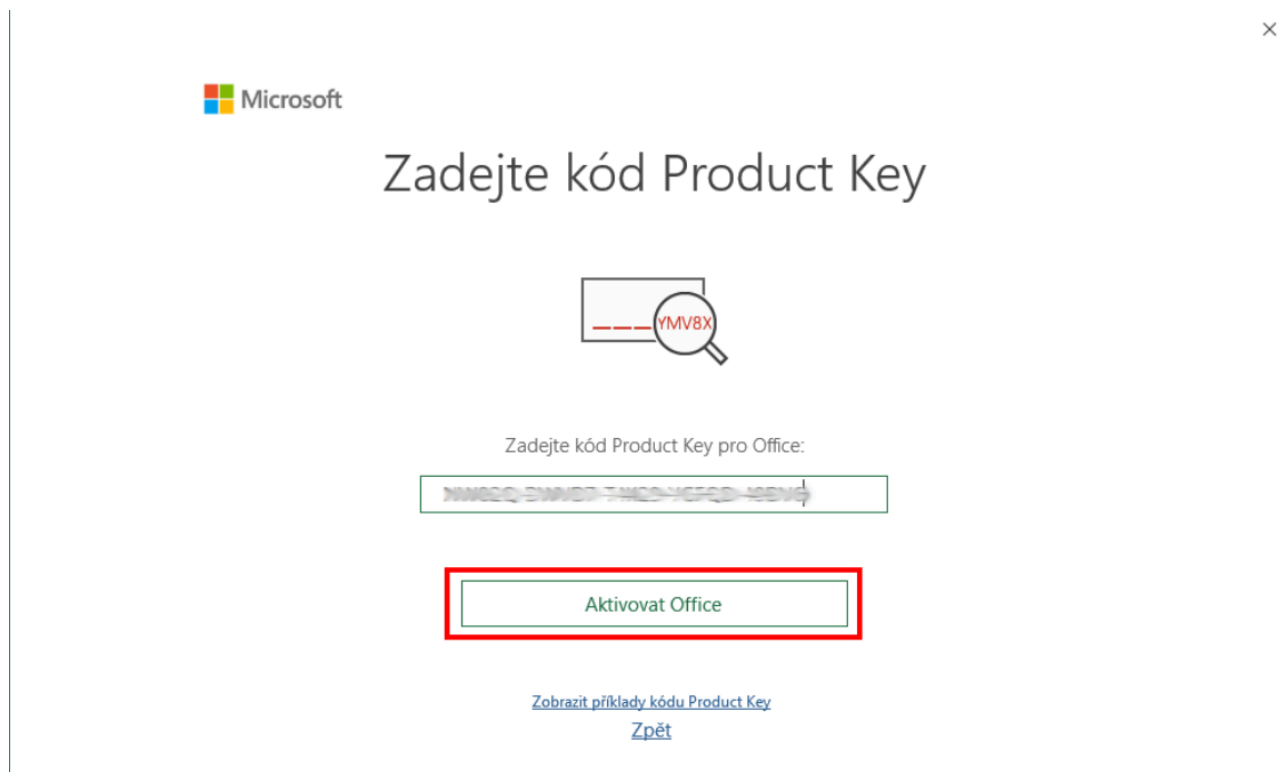 Microsoft
Zadejte kód Product Key
YMV8X
Zadejte kód Product Key pro Office:
Aktivovat Office
Zobrazit příklady kódu Product Key
Zpět